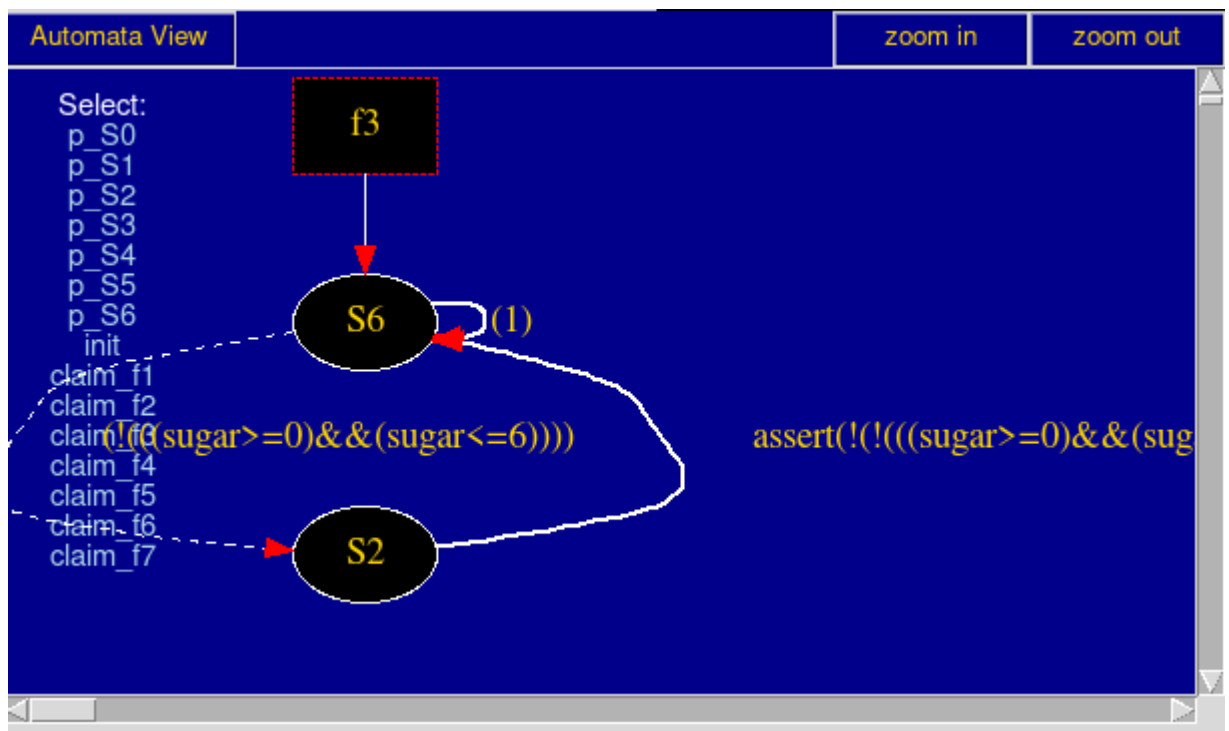 Automata View
zoom in
zoom out
Select:
p_S0
p_S1
p_S2
p_S3
p_S4
p_S5
p_S6
init
claim_f1
claim_f2
claim_f3
claim_f4
claim_f5
claim_f6
claim_f7
f3
S6
(1)
(!(((sugar>=0)&&(sugar<=6))))
assert(!(!(((sugar>=0)&&(sug
S2